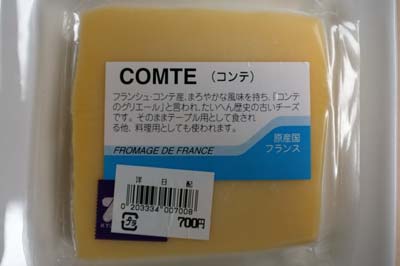 COMTE (コンテ)
フランシュ・コンテ産、まろやかな風味を持ち、「コンテ
のグリエール」と言われ、たいへん歴史の古いチーズ
です。そのままテーブル用として食され
る他、料理用としても使われます。
原産国
フランス
FROMAGE DE FRANCE
洋日配
0 203334 007008
700円